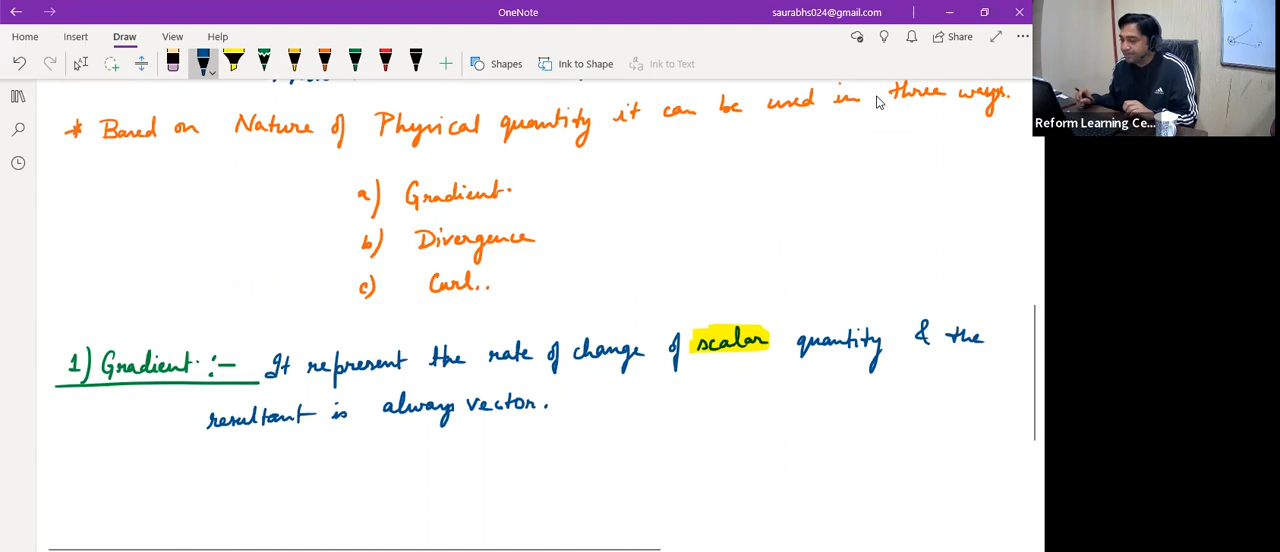 OneNote
saurabhs024@gmail.com
Home Insert Draw View Help
Share
Shapes Ink to Shape Ink to Text
* Based on Nature of Physical quantity it can be used in three ways.
a) Gradient.
b) Divergence
c) Curl..
1) Gradient :- It represent the rate of change of scalar quantity & the
resultant is always vector.
Reform Learning Ce...